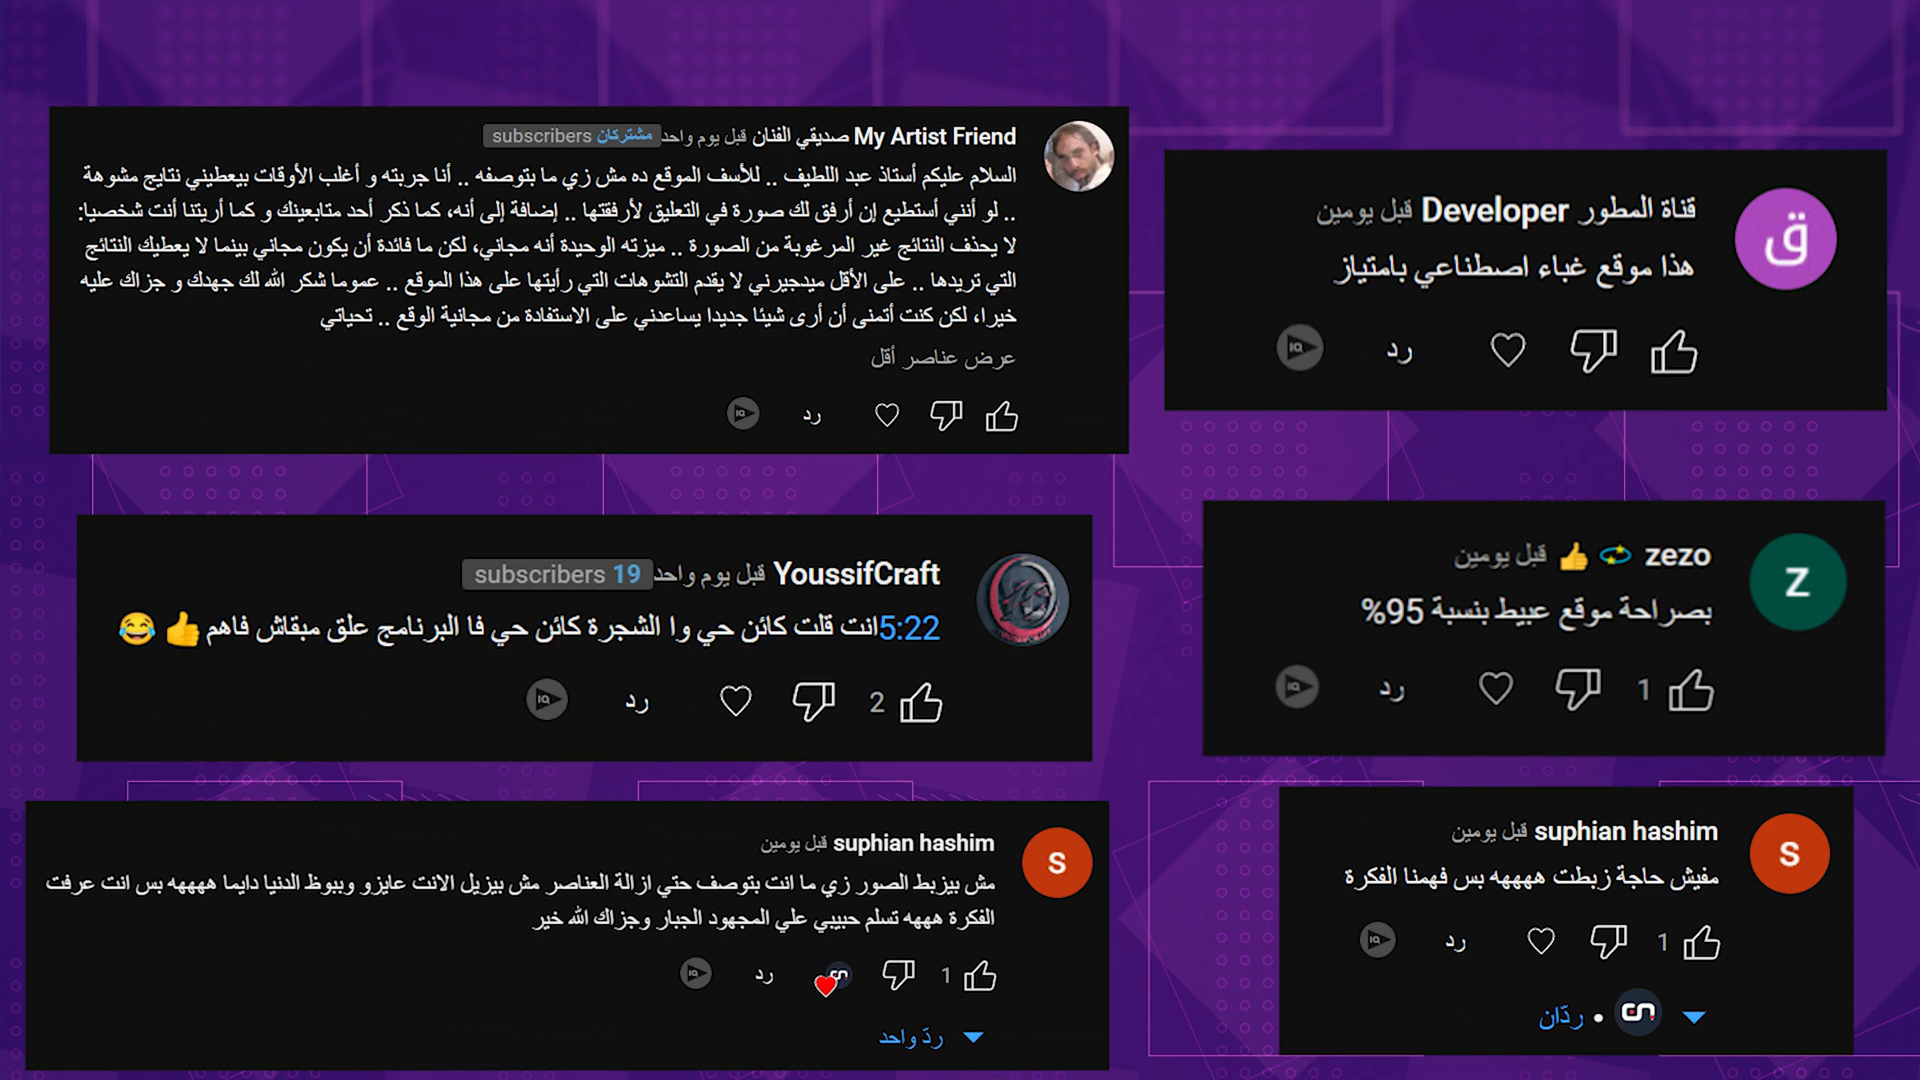 My Artist Friend صديقي الفنان قبل يوم واحد مشتركان subscribers
السلام عليكم أستاذ عبد اللطيف .. للأسف الموقع ده مش زي ما بتوصفه .. أنا جربته و أغلب الأوقات بيعطيني نتايج مشوهة
.. لو أنني أستطيع إن أرفق لك صورة في التعليق لأرفقتها .. إضافة إلى أنه، كما ذكر أحد متابعينك و كما أريتنا أنت شخصيا:
لا يحذف النتائج غير المرغوبة من الصورة .. ميزته الوحيدة أنه مجاني، لكن ما فائدة أن يكون مجاني بينما لا يعطيك النتائج
التي تريدها .. على الأقل ميدجيرني لا يقدم التشوهات التي رأيتها على هذا الموقع .. عموما شكر الله لك جهدك و جزاك عليه
خيرا، لكن كنت أتمنى أن أرى شيئا جديدا يساعدني على الاستفادة من مجانية الوقع .. تحياتي
عرض عناصر أقل
رد
قناة المطور Developer قبل يومين
ق
هذا موقع غباء اصطناعي بامتياز
رد
YoussifCraft قبل يوم واحد 19 subscribers
5:22انت قلت كائن حي وا الشجرة كائن حي فا البرنامج علق مبقاش فاهم 👍 😂
2
رد
zezo 💫 👍 قبل يومين
Z
بصراحة موقع عبيط بنسبة 95%
1
رد
suphian hashim قبل يومين
S
مش بيزبط الصور زي ما انت بتوصف حتي ازالة العناصر مش بيزيل الانت عايزو وببوظ الدنيا دايما ههههه بس انت عرفت
الفكرة هههه تسلم حبيبي علي المجهود الجبار وجزاك الله خير
1
رد
ردّ واحد
suphian hashim قبل يومين
S
مفيش حاجة زبطت ههههه بس فهمنا الفكرة
1
رد
• ردّان